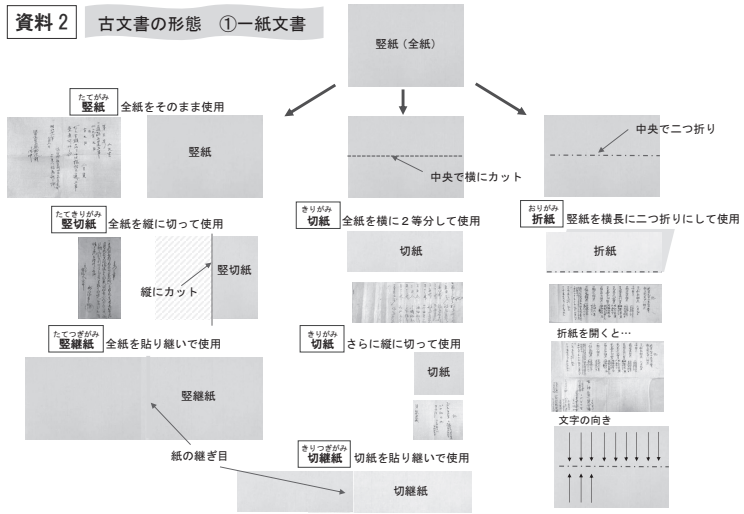 資料2
古文書の形態 ①一紙文書
竪紙(全紙)
たてがみ
竪紙 全紙をそのまま使用
竪紙
中央で横にカット
中央で二つ折り
たてきりがみ
竪切紙 全紙を縦に切って使用
竪切紙
縦にカット
きりがみ
切紙 全紙を横に2等分して使用
切紙
おりがみ
折紙 竪紙を横長に二つ折りにして使用
折紙
折紙を開くと…
文字の向き
たてつぎがみ
竪継紙 全紙を貼り継いで使用
竪継紙
紙の継ぎ目
きりがみ
切紙 さらに縦に切って使用
切紙
きりつぎがみ
切継紙 切紙を貼り継いで使用
切継紙